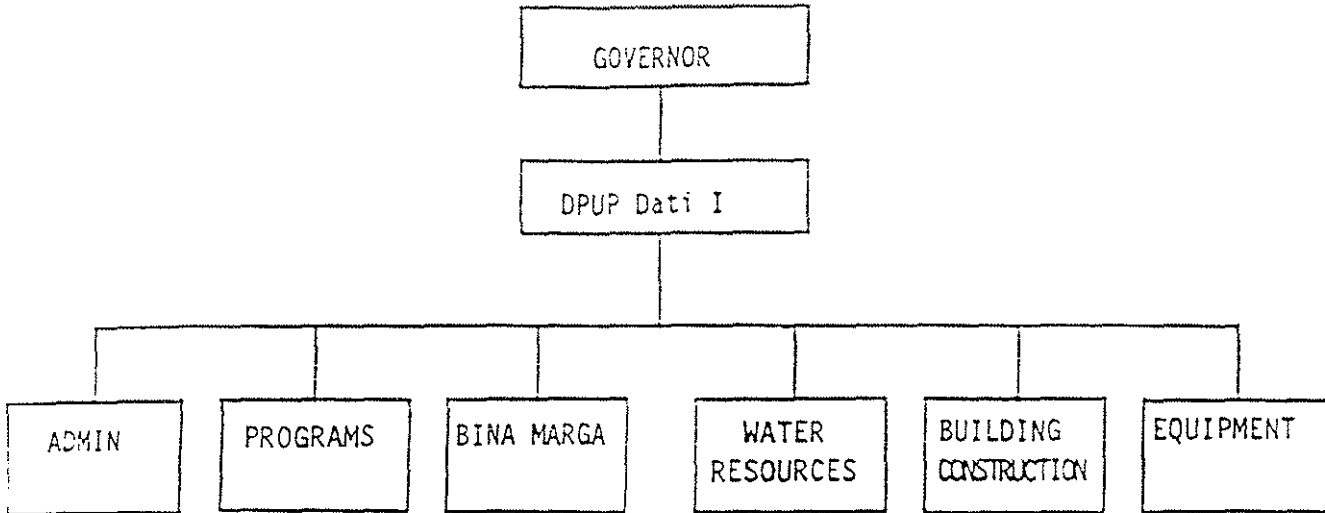 GOVERNOR
DPUP Dati I
ADMIN
PROGRAMS
BINA MARGA
WATER
RESOURCES
BUILDING
CONSTRUCTION
EQUIPMENT